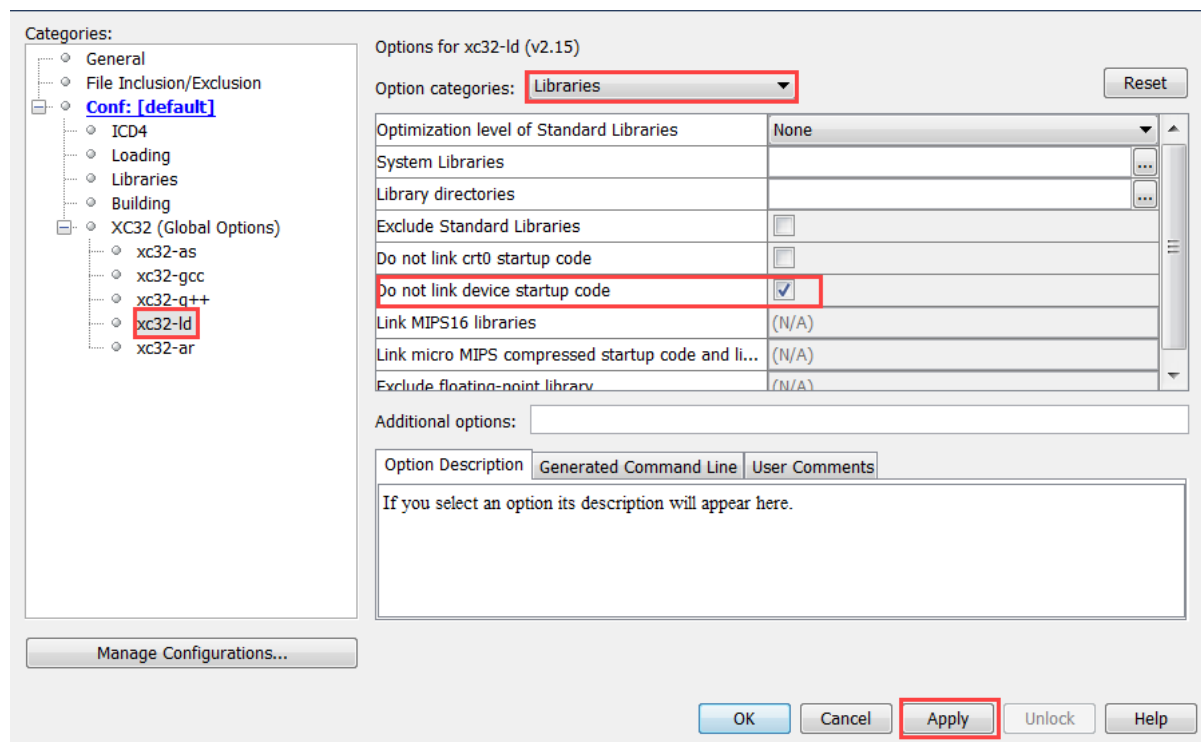 Categories:
General
File Inclusion/Exclusion
Conf: [default]
ICD4
Loading
Libraries
Building
XC32 (Global Options)
xc32-as
xc32-gcc
xc32-g++
xc32-ld
xc32-ar
Manage Configurations...
Options for xc32-ld (v2.15)
Option categories: Libraries
Reset
Optimization level of Standard Libraries None
System Libraries ...
Library directories ...
Exclude Standard Libraries
Do not link crt0 startup code
Do not link device startup code
Link MIPS16 libraries (N/A)
Link micro MIPS compressed startup code and li... (N/A)
Exclude floating-point library (N/A)
Additional options:
Option Description Generated Command Line User Comments
If you select an option its description will appear here.
OK Cancel Apply Unlock Help